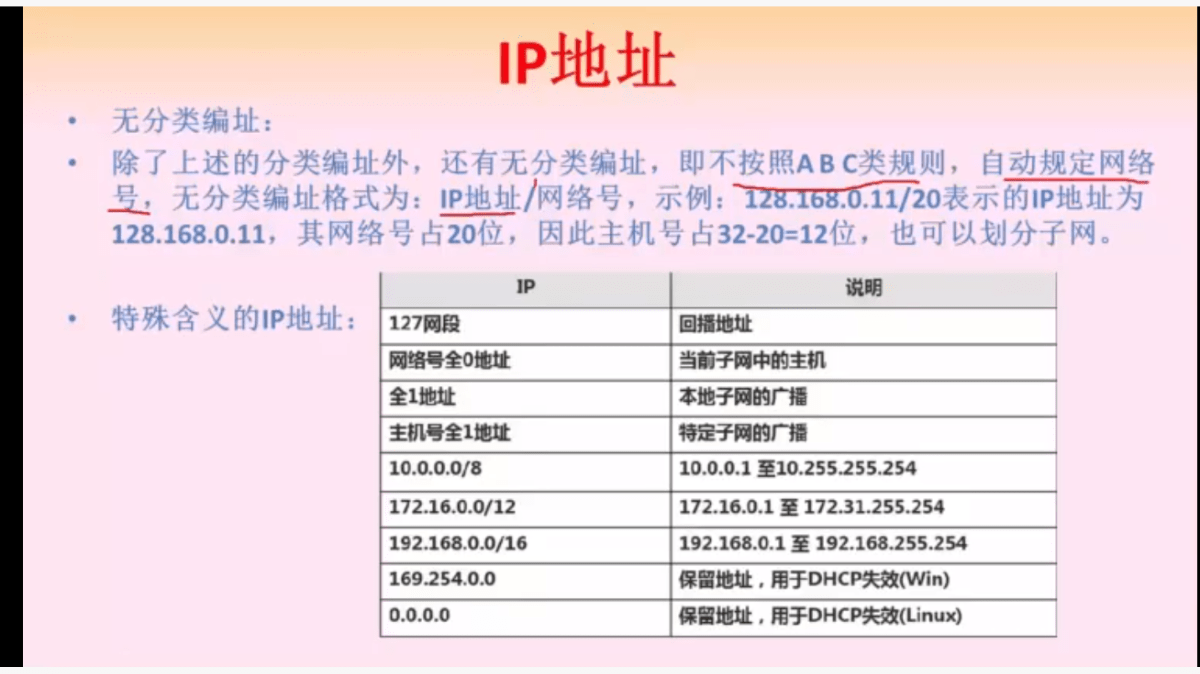 IP地址
• 无分类编址：
• 除了上述的分类编址外，还有无分类编址，即不按照A B C类规则，自动规定网络
号，无分类编址格式为：IP地址/网络号，示例：128.168.0.11/20表示的IP地址为
128.168.0.11，其网络号占20位，因此主机号占32-20=12位，也可以划分子网。
• 特殊含义的IP地址：
IP 说明
127网段 回播地址
网络号全0地址 当前子网中的主机
全1地址 本地子网的广播
主机号全1地址 特定子网的广播
10.0.0.0/8 10.0.0.1 至10.255.255.254
172.16.0.0/12 172.16.0.1 至 172.31.255.254
192.168.0.0/16 192.168.0.1 至 192.168.255.254
169.254.0.0 保留地址，用于DHCP失效(Win)
0.0.0.0 保留地址，用于DHCP失效(Linux)